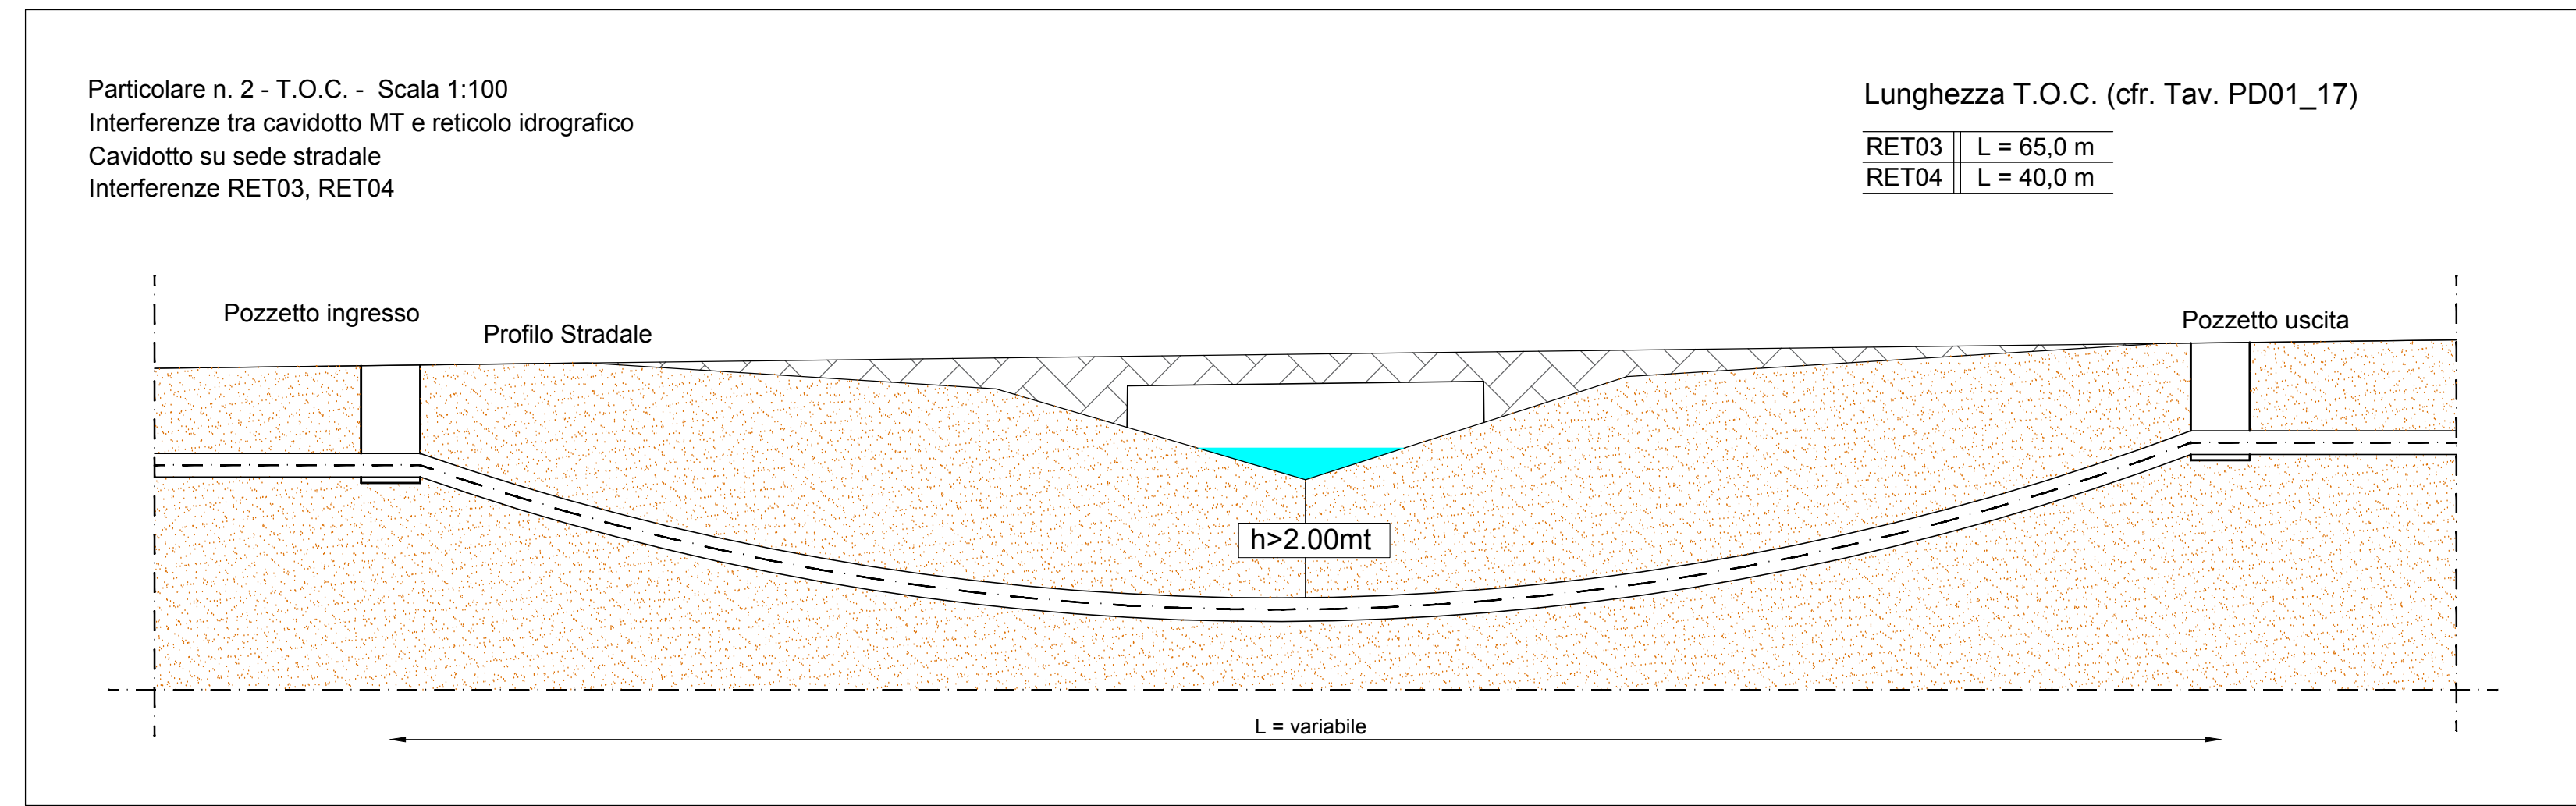 Particolare n. 2 - T.O.C. - Scala 1:100
Interferenze tra cavidotto MT e reticolo idrografico
Cavidotto su sede stradale
Interferenze RET03, RET04
Lunghezza T.O.C. (cfr. Tav. PD01_17)
RET03 L = 65,0 m
RET04 L = 40,0 m
Pozzetto ingresso
Profilo Stradale
Pozzetto uscita
h>2.00mt
L = variabile